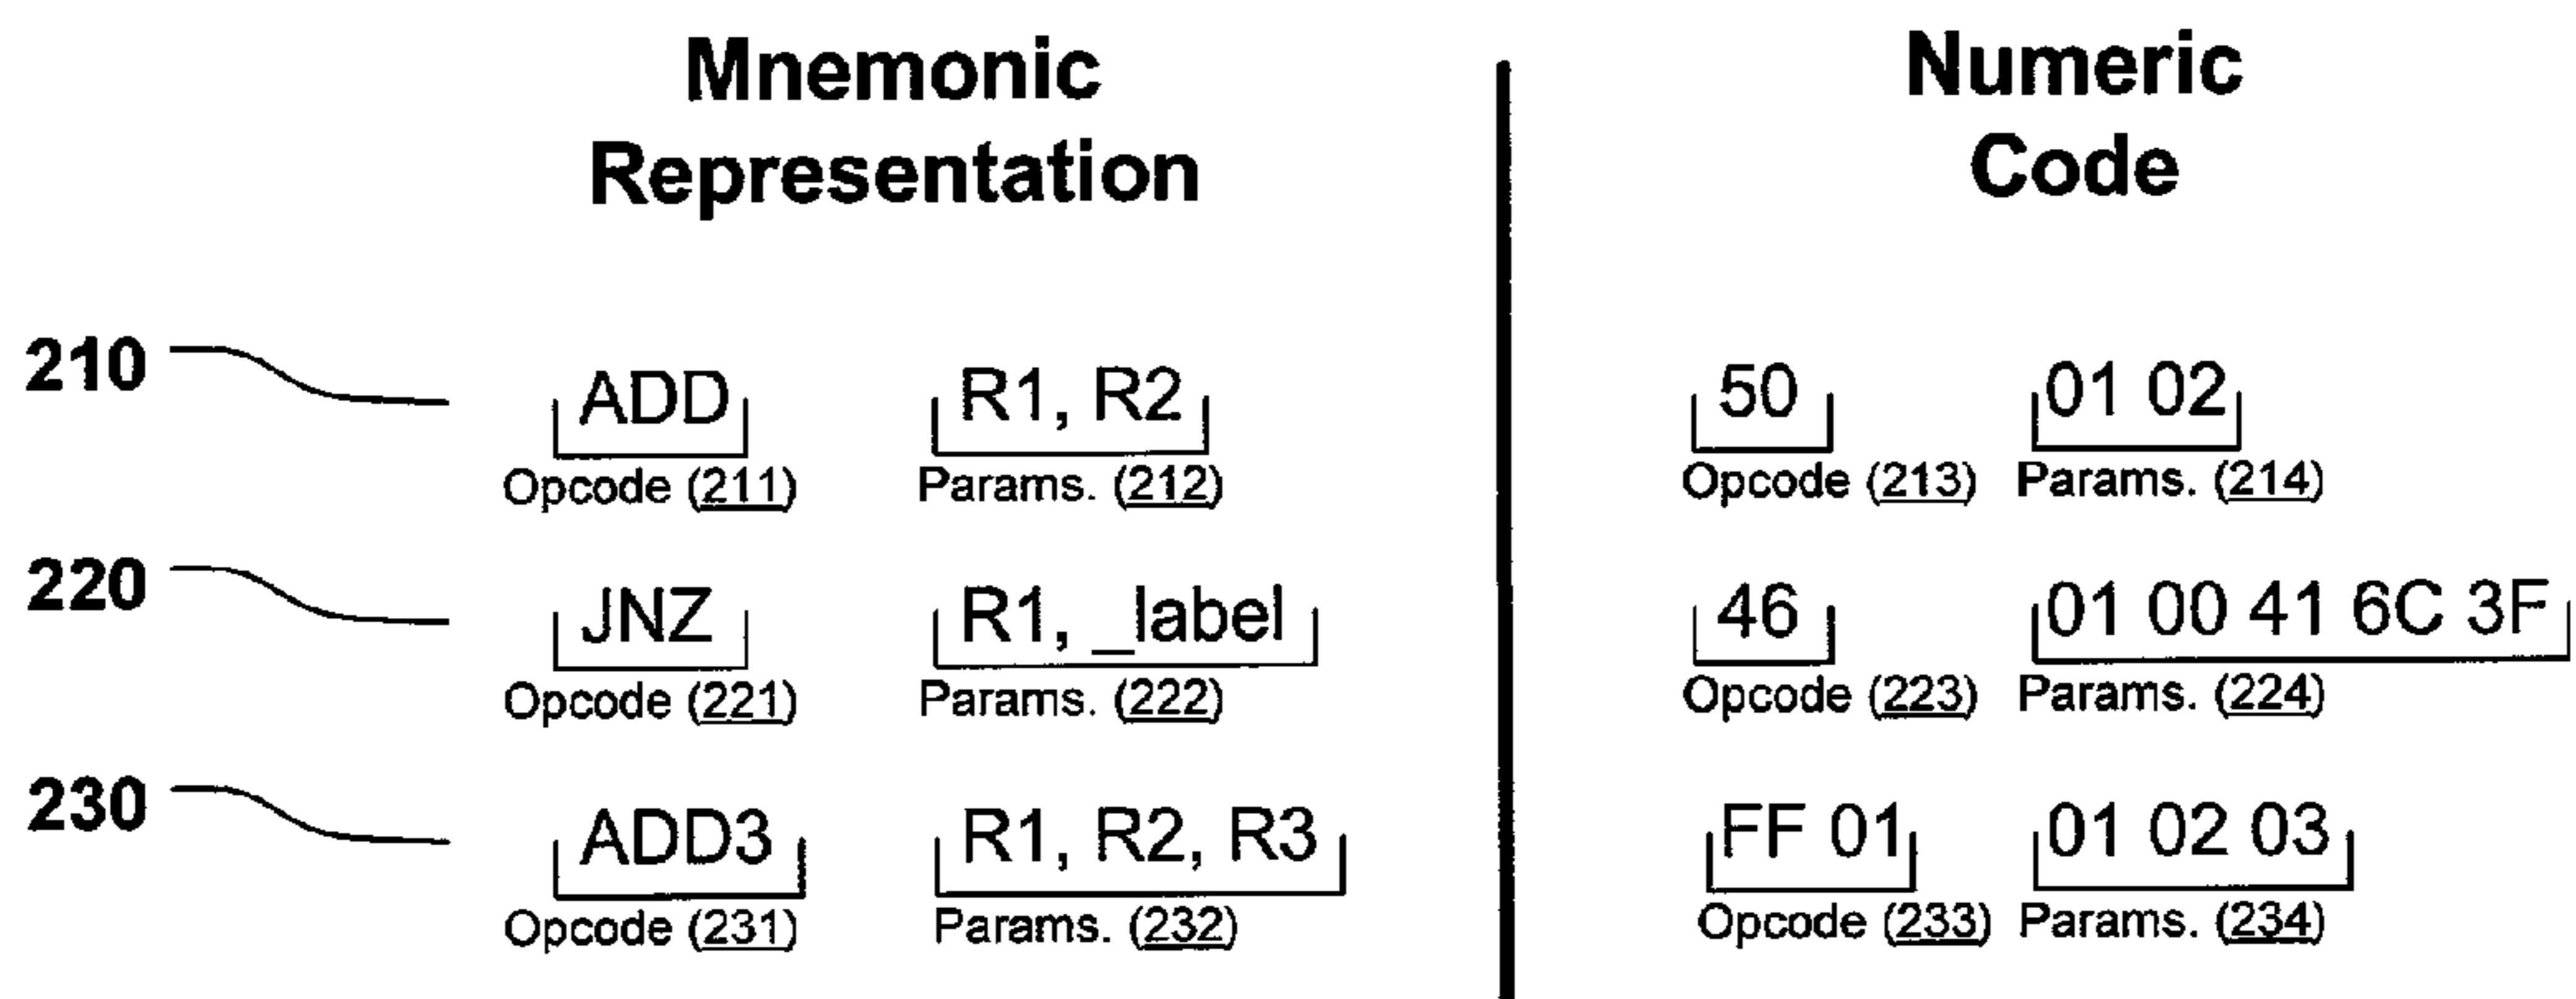 Mnemonic Numeric
Representation Code
210 ADD R1, R2 50 01 02
Opcode (211) Params. (212) Opcode (213) Params. (214)
220 JNZ R1, _label 46 01 00 41 6C 3F
Opcode (221) Params. (222) Opcode (223) Params. (224)
230 ADD3 R1, R2, R3 FF 01 01 02 03
Opcode (231) Params. (232) Opcode (233) Params. (234)